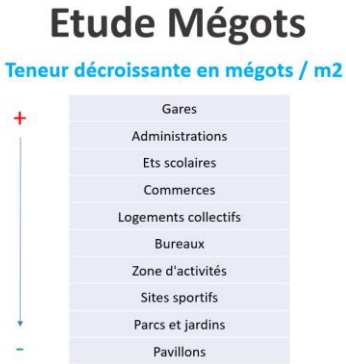 Etude Mégots
Teneur décroissante en mégots / m2
+
Gares
Administrations
Ets scolaires
Commerces
Logements collectifs
Bureaux
Zone d'activités
Sites sportifs
Parcs et jardins
-
Pavillons